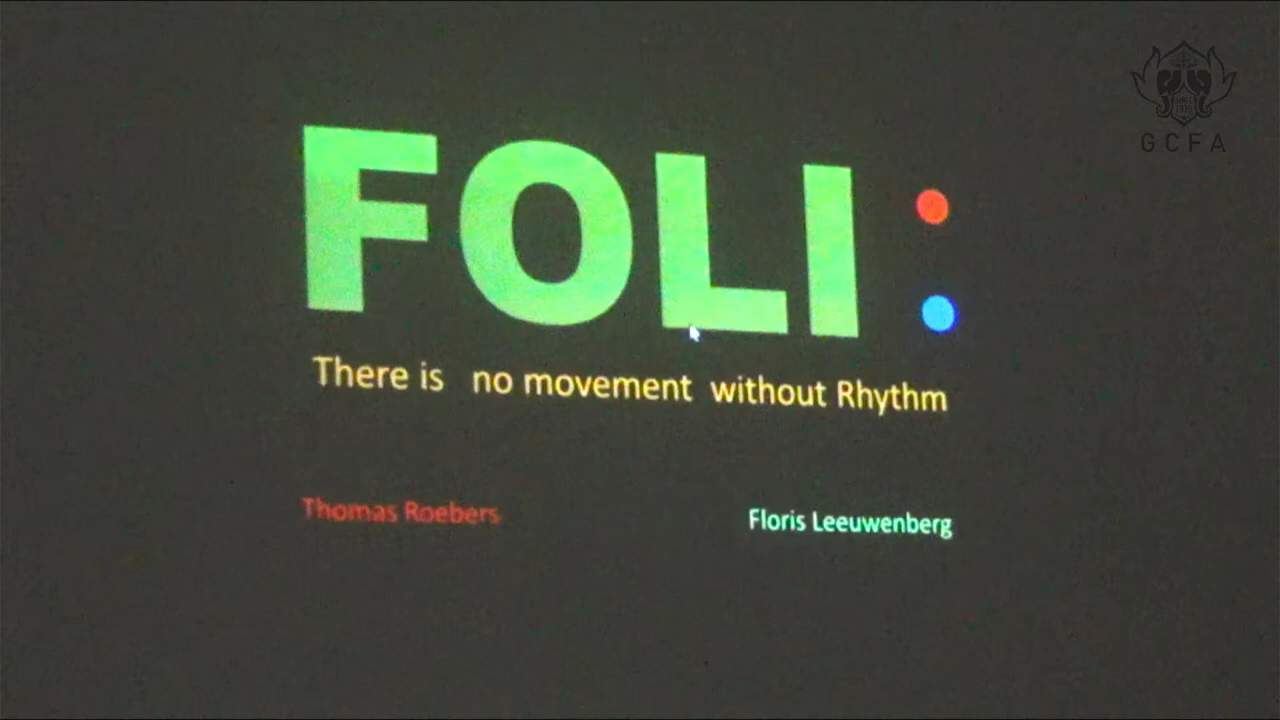 GCFA
FOLI:
There is no movement without Rhythm
Thomas Roebers
Floris Leeuwenberg